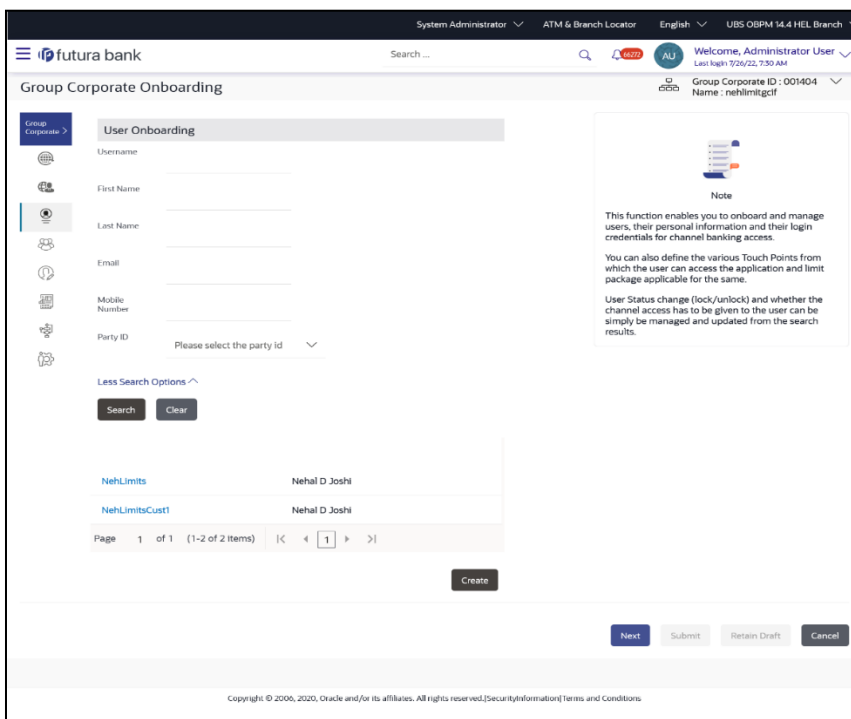 System Administrator ATM & Branch Locator English UBS OBPM 14.4 HEL Branch
futura bank Search ... 66272 AU Welcome, Administrator User
Last login 7/26/22, 7:30 AM
Group Corporate Onboarding Group Corporate ID : 001404
Name : nehlimitgcif
Group
Corporate >
User Onboarding
Username
First Name
Last Name
Email
Mobile
Number
Party ID Please select the party id
Less Search Options
Search Clear
NehLimits Nehal D Joshi
NehLimitsCust1 Nehal D Joshi
Page 1 of 1 (1-2 of 2 Items) 1
Create
Note
This function enables you to onboard and manage
users, their personal information and their login
credentials for channel banking access.
You can also define the various Touch Points from
which the user can access the application and limit
package applicable for the same.
User Status change (lock/unlock) and whether the
channel access has to be given to the user can be
simply be managed and updated from the search
results.
Next Submit Retain Draft Cancel
Copyright © 2006, 2020, Oracle and/or its affiliates. All rights reserved.|SecurityInformation|Terms and Conditions